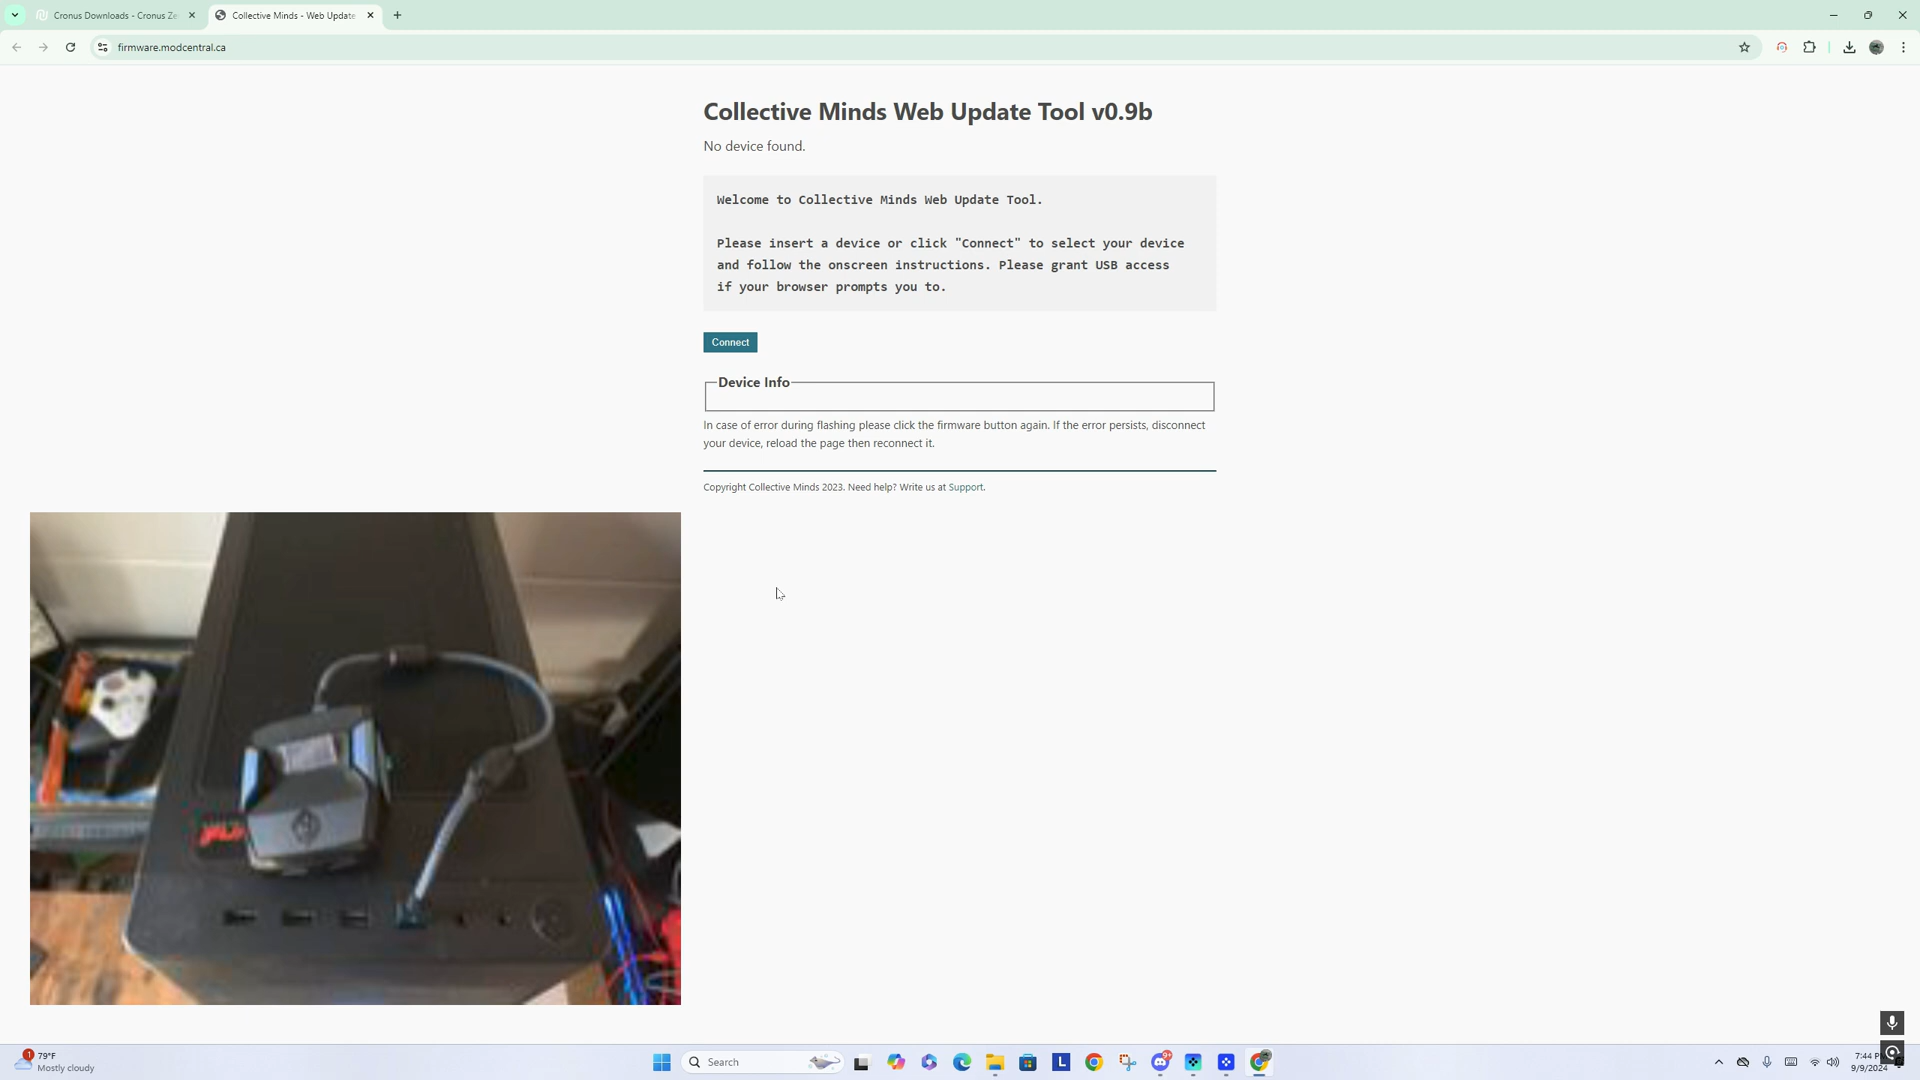 Cronus Downloads - Cronus Ze
Collective Minds - Web Update
firmware.modcentral.ca
Collective Minds Web Update Tool v0.9b
No device found.
Welcome to Collective Minds Web Update Tool.
Please insert a device or click "Connect" to select your device
and follow the onscreen instructions. Please grant USB access
if your browser prompts you to.
Connect
Device Info
In case of error during flashing please click the firmware button again. If the error persists, disconnect
your device, reload the page then reconnect it.
Copyright Collective Minds 2023. Need help? Write us at Support.
1
79°F
Mostly cloudy
Search
L
9+
7:44 P
9/9/2024